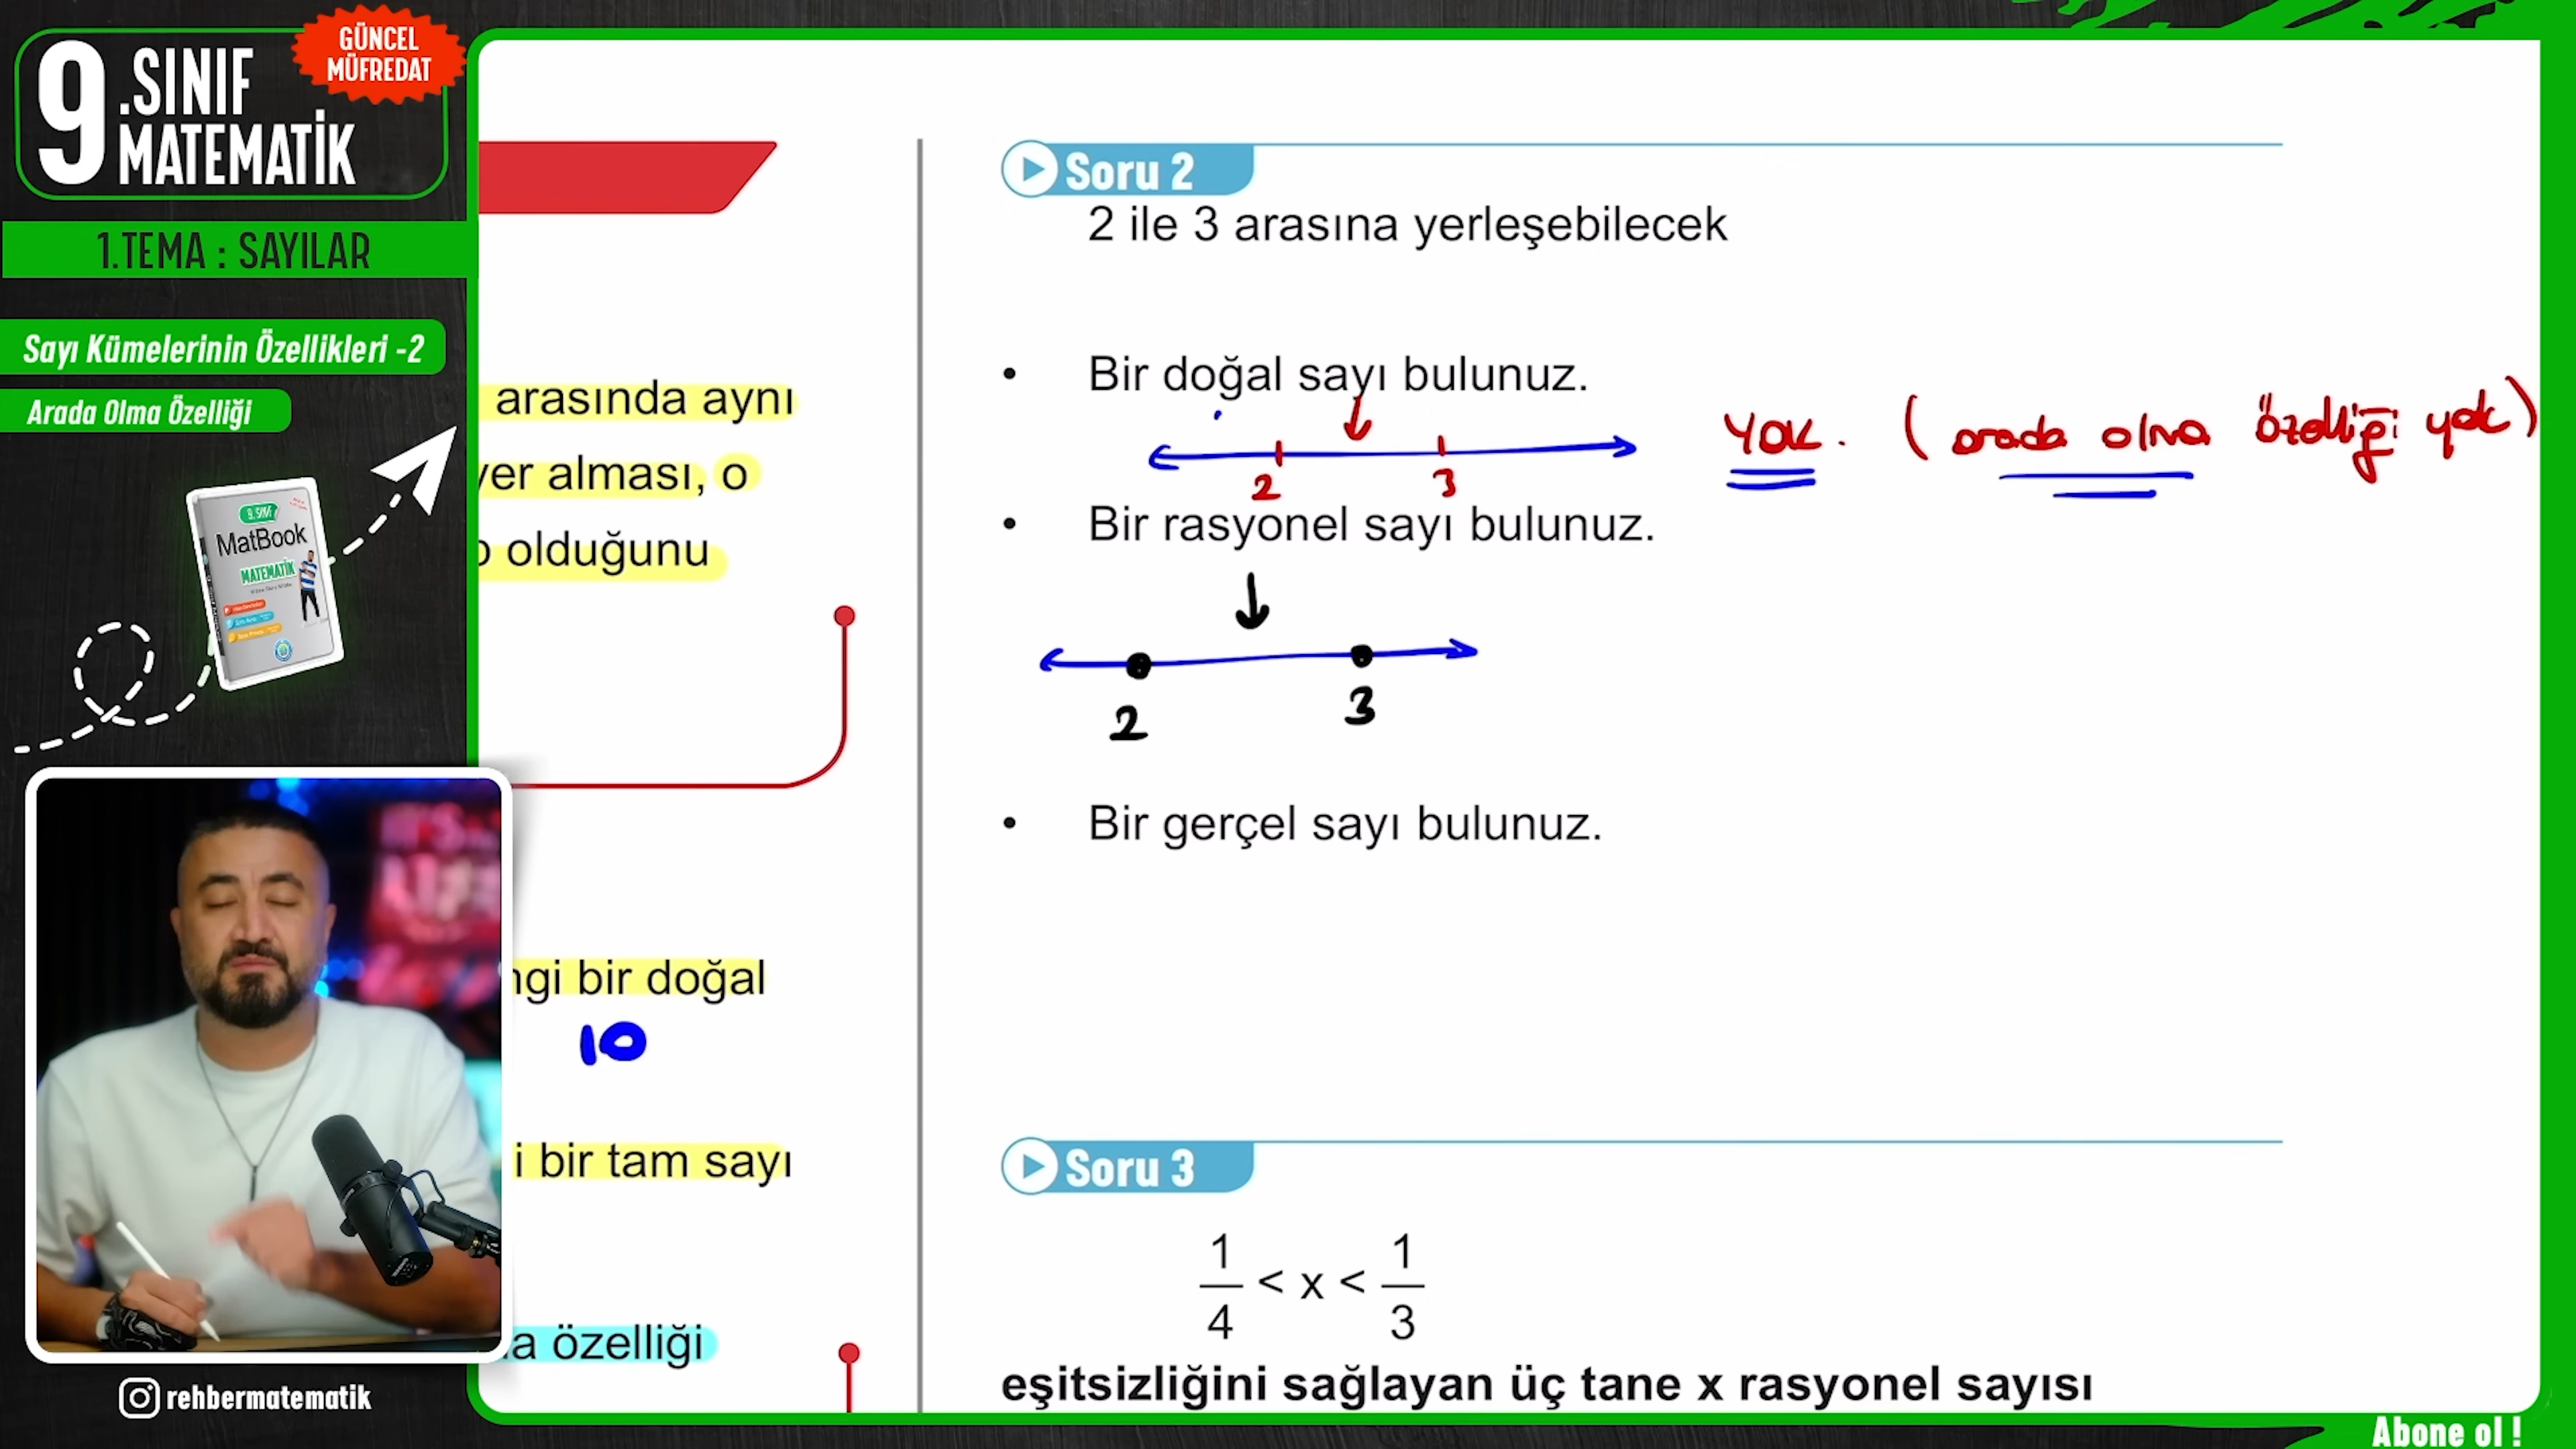 GÜNCEL
MÜFREDAT
9.SINIF
MATEMATİK
1.TEMA : SAYILAR
Sayı Kümelerinin Özellikleri -2
Arada Olma Özelliği
9. SINIF
MatBook
MATEMATİK
rehbermatematik
arasında aynı
yer alması, o
olduğunu
bir doğal
10
i bir tam sayı
özelliği
Soru 2
2 ile 3 arasına yerleşebilecek
• Bir doğal sayı bulunuz.
2 3
YOK. (arada olma özelliği yok)
• Bir rasyonel sayı bulunuz.
2 3
• Bir gerçel sayı bulunuz.
Soru 3
1/4 < x < 1/3
eşitsizliğini sağlayan üç tane x rasyonel sayısı
Abone ol !